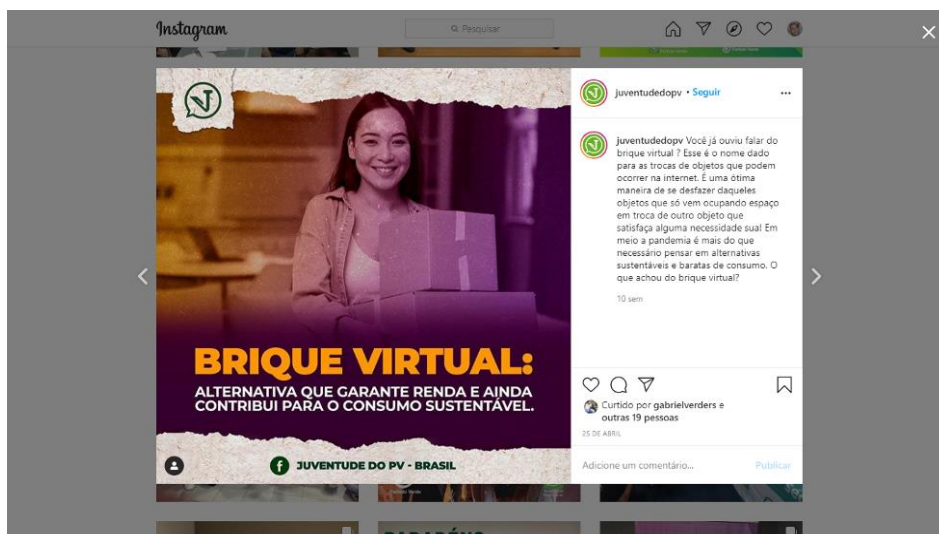 Instagram
Pesquisar
BRIQUE VIRTUAL:
ALTERNATIVA QUE GARANTE RENDA E AINDA
CONTRIBUI PARA O CONSUMO SUSTENTÁVEL.
JUVENTUDE DO PV - BRASIL
juventudedopv • Seguir
juventudedopv Você já ouviu falar do
brique virtual ? Esse é o nome dado
para as trocas de objetos que podem
ocorrer na internet. É uma ótima
maneira de se desfazer daqueles
objetos que só vem ocupando espaço
em troca de outro objeto que
satisfaça alguma necessidade sua! Em
meio a pandemia é mais do que
necessário pensar em alternativas
sustentáveis e baratas de consumo. O
que achou do brique virtual?
10 sem
Curtido por gabrielverders e
outras 19 pessoas
25 DE ABRIL
Adicione um comentário...
Publicar